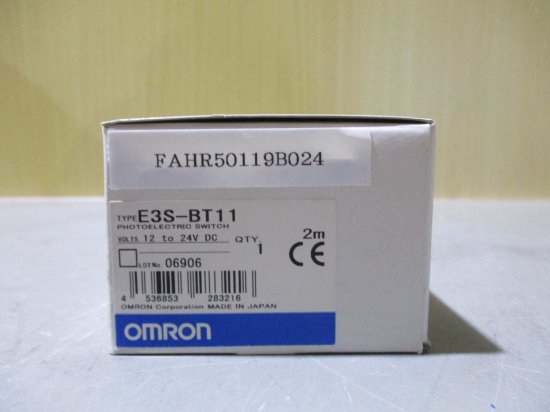 FAHR50119B024
TYPE E3S-BT11 2m
PHOTOELECTRIC SWITCH
VOLTS 12 to 24V DC QTY. 1
CE
LOT No 06906
4 536853 283216
OMRON Corporation MADE IN JAPAN
OMRON